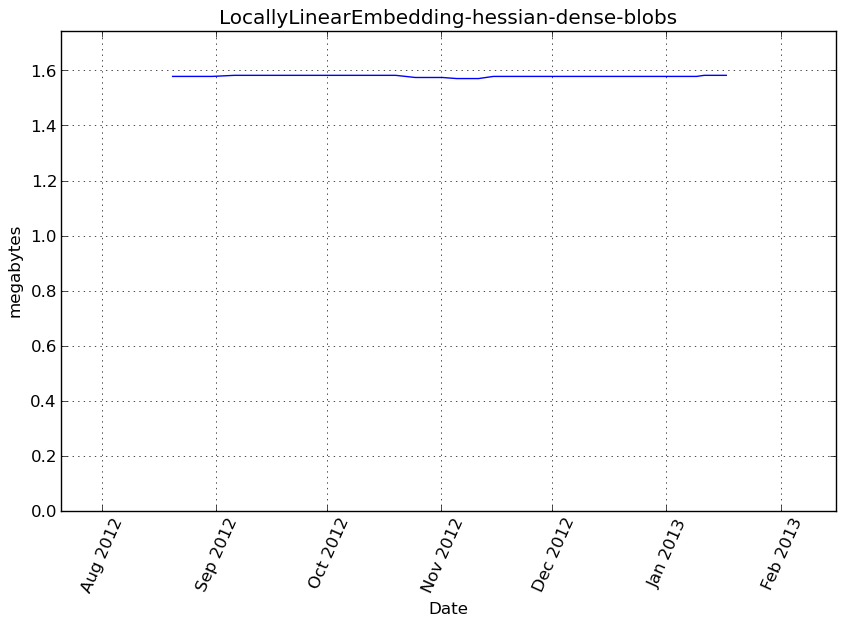 LocallyLinearEmbedding-hessian-dense-blobs
megabytes
1.6
1.4
1.2
1.0
0.8
0.6
0.4
0.2
0.0
Aug 2012
Sep 2012
Oct 2012
Nov 2012
Dec 2012
Jan 2013
Feb 2013
Date